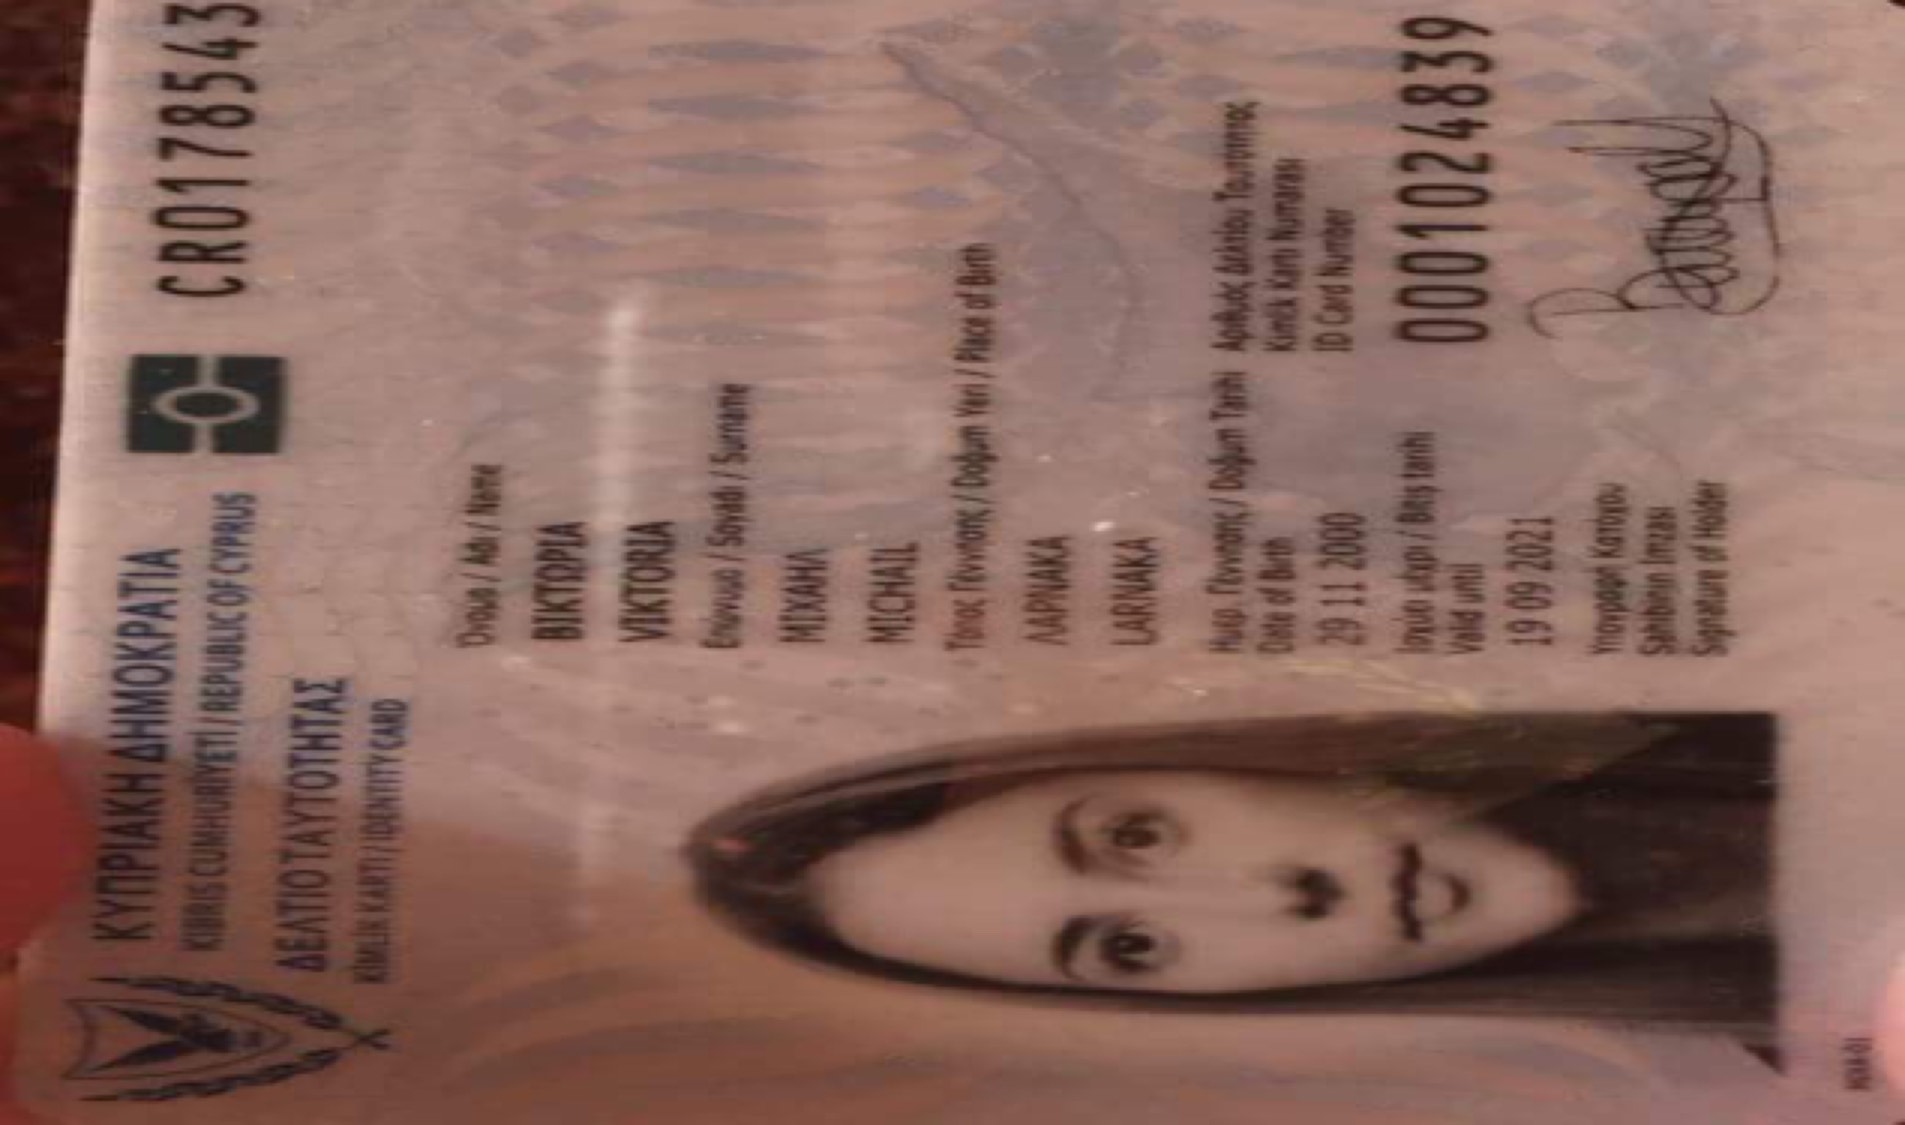 ΚΥΠΡΙΑΚΗ ΔΗΜΟΚΡΑΤΙΑ
KIBRIS CUMHURİYETİ / REPUBLIC OF CYPRUS
ΔΕΛΤΙΟ ΤΑΥΤΟΤΗΤΑΣ
KİMLİK KARTI / IDENTITY CARD
CR0178543
Όνομα / Adı / Name
ΒΙΚΤΩΡΙΑ
VIKTORIA
Επώνυμο / Soyadı / Surname
ΜΙΧΑΗΛ
MICHAIL
Τόπος Γέννησης / Doğum Yeri / Place of Birth
ΛΑΡΝΑΚΑ
LARNAKA
Ημερ. Γέννησης / Doğum Tarihi
Date of Birth
29 11 2000
Αριθμός Δελτίου Ταυτότητας
Kimlik Kartı Numarası
ID Card Number
0001024839
Ισχύει μέχρι / Bitiş tarihi
Valid until
19 09 2021
Υπογραφή Κατόχου
Sahibinin İmzası
Signature of Holder